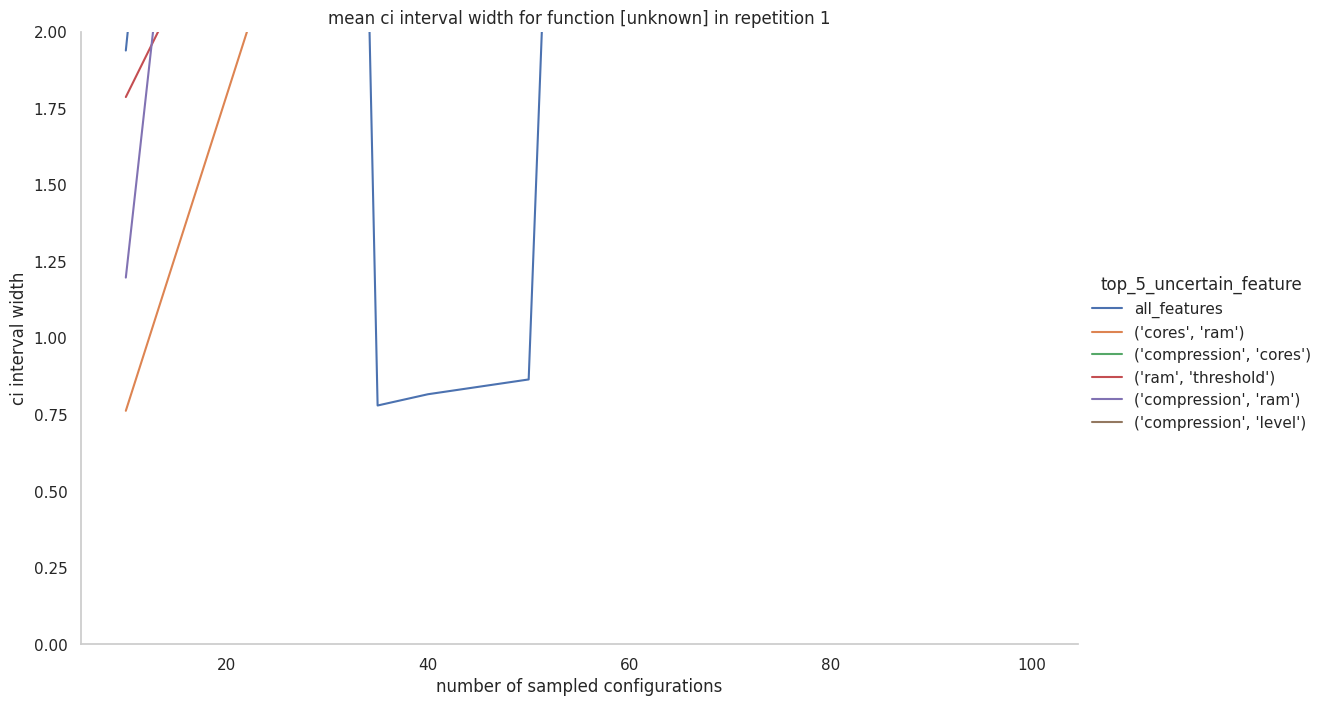 mean ci interval width for function [unknown] in repetition 1
2.00
1.75
1.50
1.25
1.00
0.75
0.50
0.25
0.00
ci interval width
20
40
60
80
100
number of sampled configurations
top_5_uncertain_feature
all_features
('cores', 'ram')
('compression', 'cores')
('ram', 'threshold')
('compression', 'ram')
('compression', 'level')